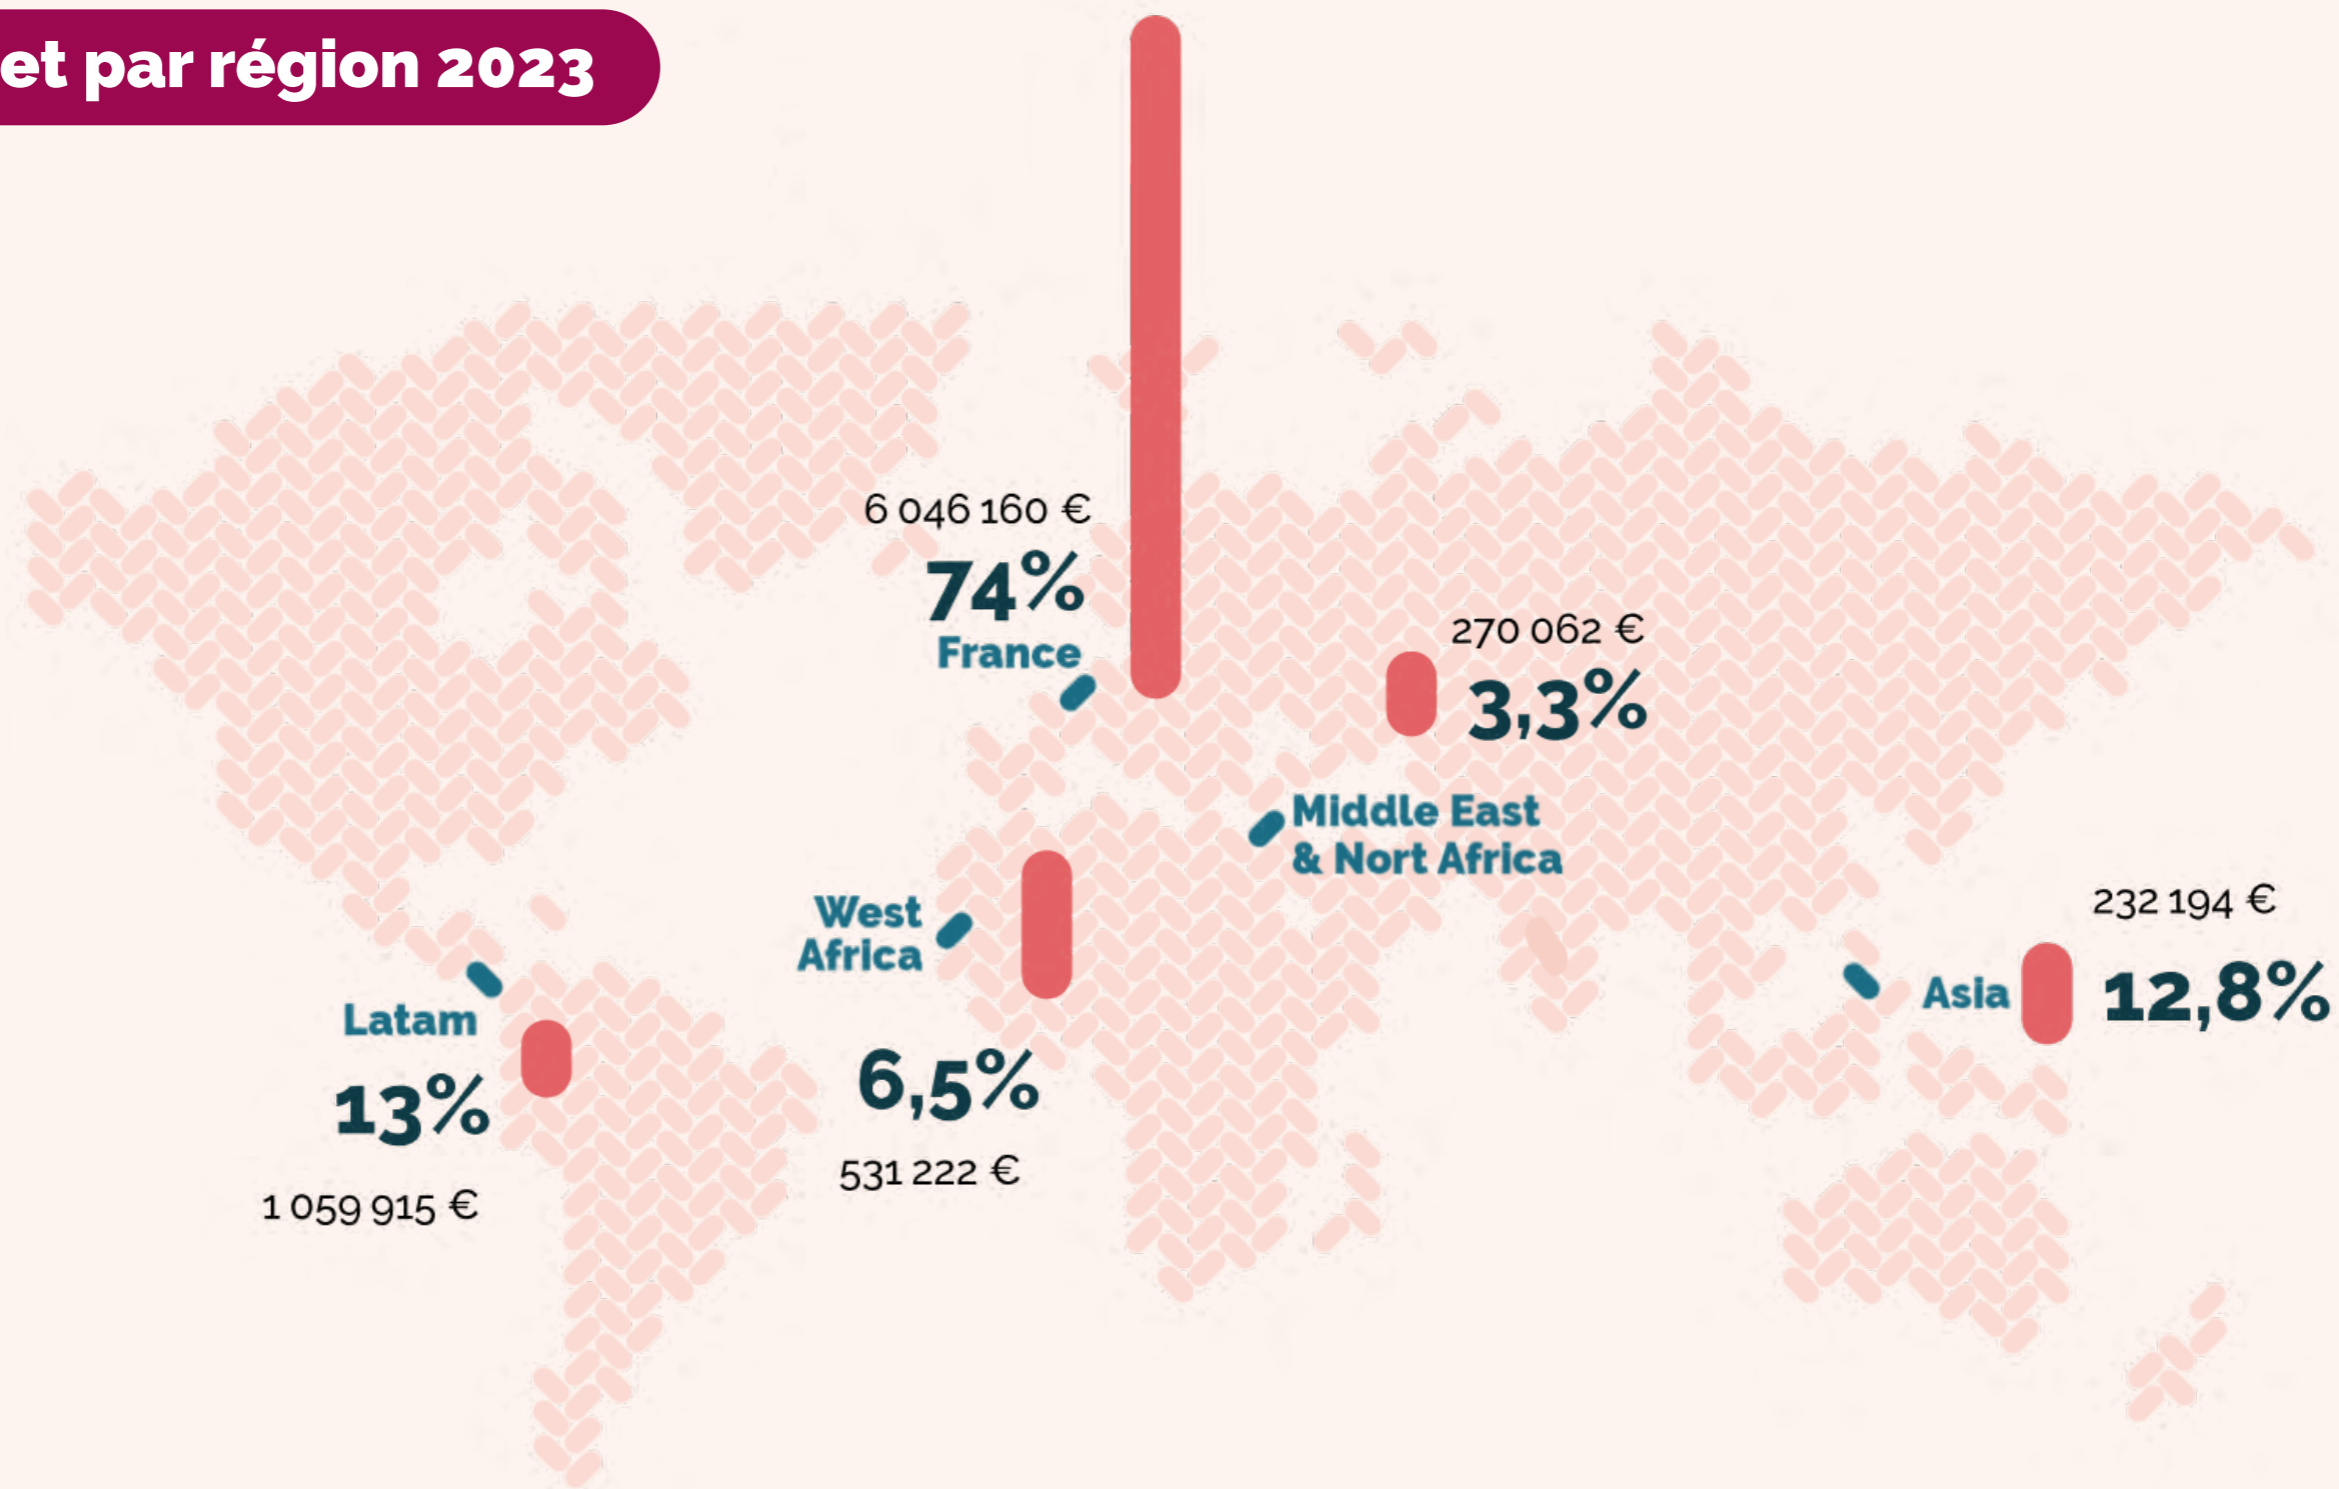 et par région 2023
6 046 160 €
74%
France
270 062 €
3,3%
Middle East
& Nort Africa
West
Africa
6,5%
531 222 €
Latam
13%
1 059 915 €
232 194 €
Asia
12,8%